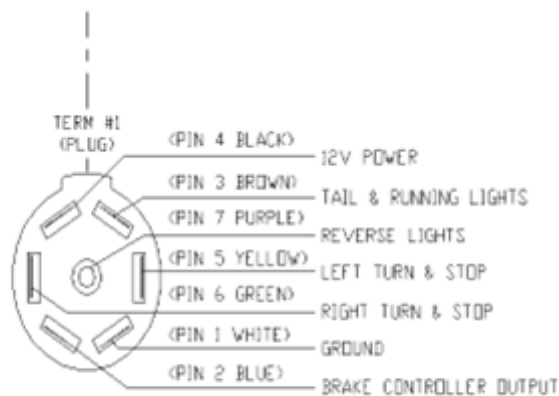 TERM #1
(PLUG)
(PIN 4 BLACK)
12V POWER
(PIN 3 BROWN)
TAIL & RUNNING LIGHTS
(PIN 7 PURPLE)
REVERSE LIGHTS
(PIN 5 YELLOW)
LEFT TURN & STOP
(PIN 6 GREEN)
RIGHT TURN & STOP
(PIN 1 WHITE)
GROUND
(PIN 2 BLUE)
BRAKE CONTROLLER OUTPUT